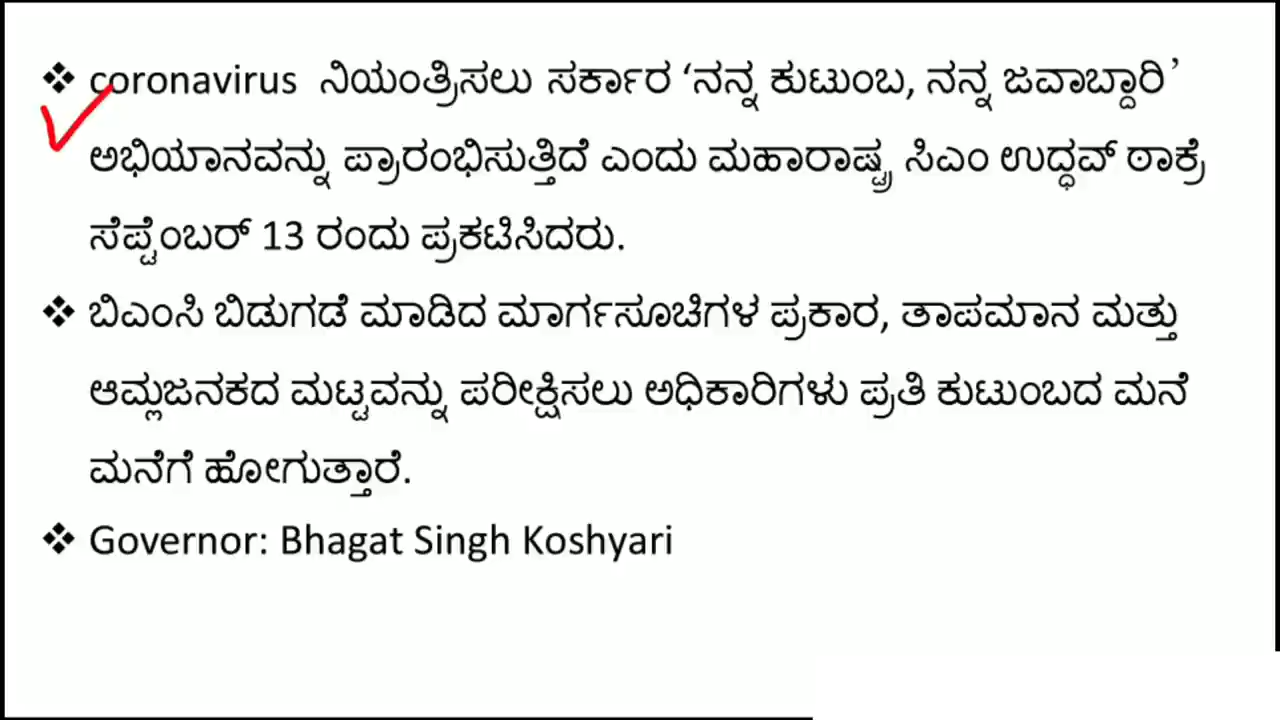 ❖ coronavirus ನಿಯಂತ್ರಿಸಲು ಸರ್ಕಾರ ‘ನನ್ನ ಕುಟುಂಬ, ನನ್ನ ಜವಾಬ್ದಾರಿ’
ಅಭಿಯಾನವನ್ನು ಪ್ರಾರಂಭಿಸುತ್ತಿದೆ ಎಂದು ಮಹಾರಾಷ್ಟ್ರ ಸಿಎಂ ಉದ್ಧವ್ ಠಾಕ್ರೆ
ಸೆಪ್ಟೆಂಬರ್ 13 ರಂದು ಪ್ರಕಟಿಸಿದರು.
❖ ಬಿಎಂಸಿ ಬಿಡುಗಡೆ ಮಾಡಿದ ಮಾರ್ಗಸೂಚಿಗಳ ಪ್ರಕಾರ, ತಾಪಮಾನ ಮತ್ತು
ಆಮ್ಲಜನಕದ ಮಟ್ಟವನ್ನು ಪರೀಕ್ಷಿಸಲು ಅಧಿಕಾರಿಗಳು ಪ್ರತಿ ಕುಟುಂಬದ ಮನೆ
ಮನೆಗೆ ಹೋಗುತ್ತಾರೆ.
❖ Governor: Bhagat Singh Koshyari